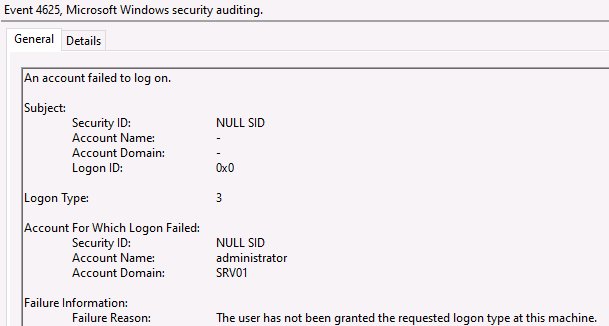 Event 4625, Microsoft Windows security auditing.
General Details
An account failed to log on.
Subject:
Security ID: NULL SID
Account Name: -
Account Domain: -
Logon ID: 0x0
Logon Type: 3
Account For Which Logon Failed:
Security ID: NULL SID
Account Name: administrator
Account Domain: SRV01
Failure Information:
Failure Reason: The user has not been granted the requested logon type at this machine.